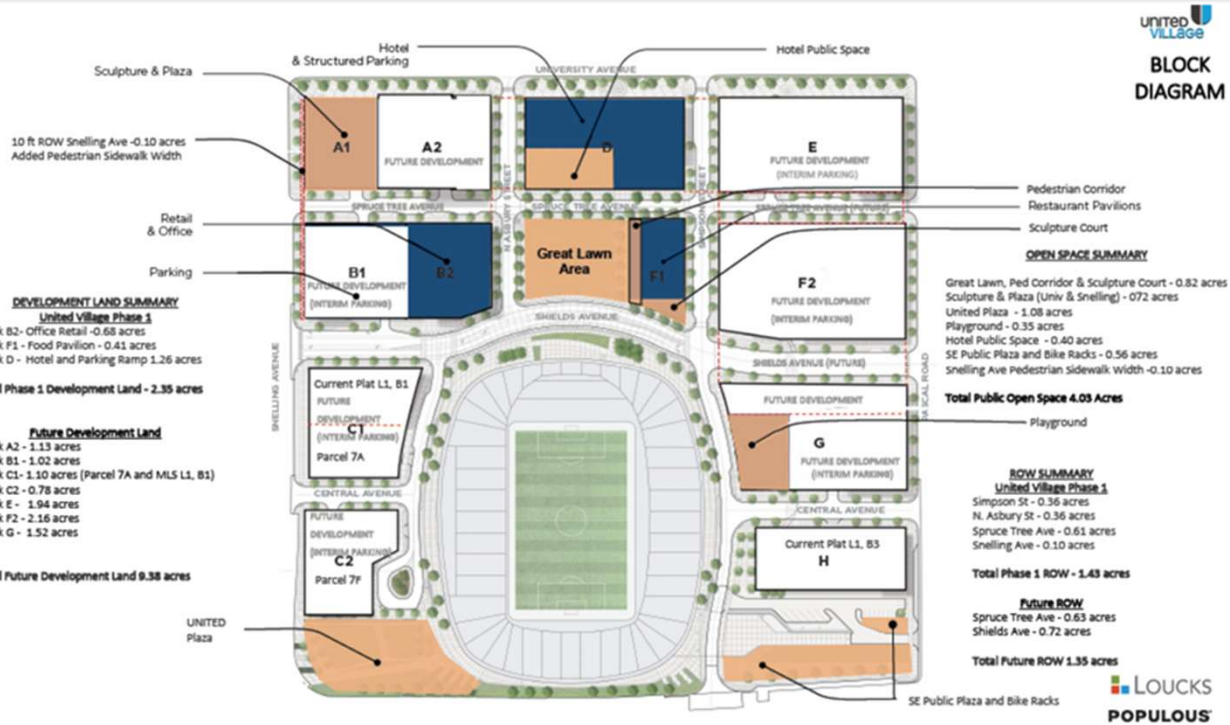 UNITED
VILLAGE
BLOCK
DIAGRAM
Hotel
& Structured Parking
Hotel Public Space
UNIVERSITY AVENUE
Sculpture & Plaza
10 ft ROW Snelling Ave -0.10 acres
Added Pedestrian Sidewalk Width
A1
A2
FUTURE DEVELOPMENT
D
E
FUTURE DEVELOPMENT
(INTERIM PARKING)
N ASBURY STREET
SIMPSON STREET
SPRUCE TREE AVENUE
SPRUCE TREE AVENUE
SPRUCE TREE AVENUE (FUTURE)
Pedestrian Corridor
Restaurant Pavilions
Sculpture Court
Retail
& Office
Parking
B1
FUTURE DEVELOPMENT
(INTERIM PARKING)
B2
Great Lawn
Area
F1
F2
FUTURE DEVELOPMENT
(INTERIM PARKING)
SHIELDS AVENUE
SHIELDS AVENUE (FUTURE)
SNELLING AVENUE
PASCAL ROAD
OPEN SPACE SUMMARY
Great Lawn, Ped Corridor & Sculpture Court - 0.82 acres
Sculpture & Plaza (Univ & Snelling) - 072 acres
United Plaza - 1.08 acres
Playground - 0.35 acres
Hotel Public Space - 0.40 acres
SE Public Plaza and Bike Racks - 0.56 acres
Snelling Ave Pedestrian Sidewalk Width -0.10 acres
Total Public Open Space 4.03 Acres
DEVELOPMENT LAND SUMMARY
United Village Phase 1
k B2- Office Retail -0.68 acres
k F1 - Food Pavilion - 0.41 acres
k D - Hotel and Parking Ramp 1.26 acres
l Phase 1 Development Land - 2.35 acres
Future Development Land
k A2 - 1.13 acres
k B1 - 1.02 acres
k C1- 1.10 acres (Parcel 7A and MLS L1, B1)
k C2 - 0.78 acres
k E - 1.94 acres
k F2 - 2.16 acres
k G - 1.52 acres
l Future Development Land 9.38 acres
Current Plat L1, B1
FUTURE
DEVELOPMENT
C1
(INTERIM PARKING)
Parcel 7A
CENTRAL AVENUE
FUTURE
DEVELOPMENT
(INTERIM PARKING)
C2
Parcel 7F
FUTURE DEVELOPMENT
G
FUTURE DEVELOPMENT
(INTERIM PARKING)
Playground
CENTRAL AVENUE
Current Plat L1, B3
H
UNITED
Plaza
SE Public Plaza and Bike Racks
ROW SUMMARY
United Village Phase 1
Simpson St - 0.36 acres
N. Asbury St - 0.36 acres
Spruce Tree Ave - 0.61 acres
Snelling Ave - 0.10 acres
Total Phase 1 ROW - 1.43 acres
Future ROW
Spruce Tree Ave - 0.63 acres
Shields Ave - 0.72 acres
Total Future ROW 1.35 acres
LOUCKS
POPULOUS